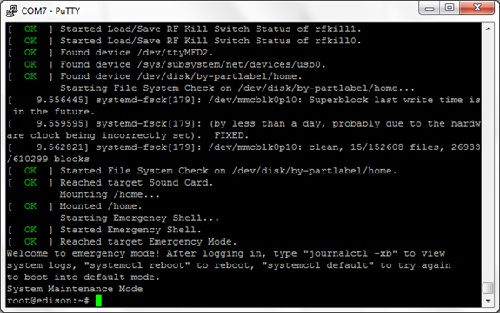 COM7 - PuTTY
[  OK  ] Started Load/Save RF Kill Switch Status of rfkill1.
[  OK  ] Started Load/Save RF Kill Switch Status of rfkill0.
[  OK  ] Found device /dev/ttyMFD2.
[  OK  ] Found device /sys/subsystem/net/devices/usb0.
[  OK  ] Found device /dev/disk/by-partlabel/home.
         Starting File System Check on /dev/disk/by-partlabel/home...
[    9.556445] systemd-fsck[179]: /dev/mmcblk0p10: Superblock last write time is
 in the future.
[    9.559595] systemd-fsck[179]: (by less than a day, probably due to the hardw
are clock being incorrectly set).  FIXED.
[    9.562821] systemd-fsck[179]: /dev/mmcblk0p10: clean, 15/152608 files, 26933
/610299 blocks
[  OK  ] Started File System Check on /dev/disk/by-partlabel/home.
[  OK  ] Reached target Sound Card.
         Mounting /home...
[  OK  ] Mounted /home.
         Starting Emergency Shell...
[  OK  ] Started Emergency Shell.
[  OK  ] Reached target Emergency Mode.
Welcome to emergency mode! After logging in, type "journalctl -xb" to view
system logs, "systemctl reboot" to reboot, "systemctl default" to try again
to boot into default mode.
System Maintenance Mode
root@edison:~#